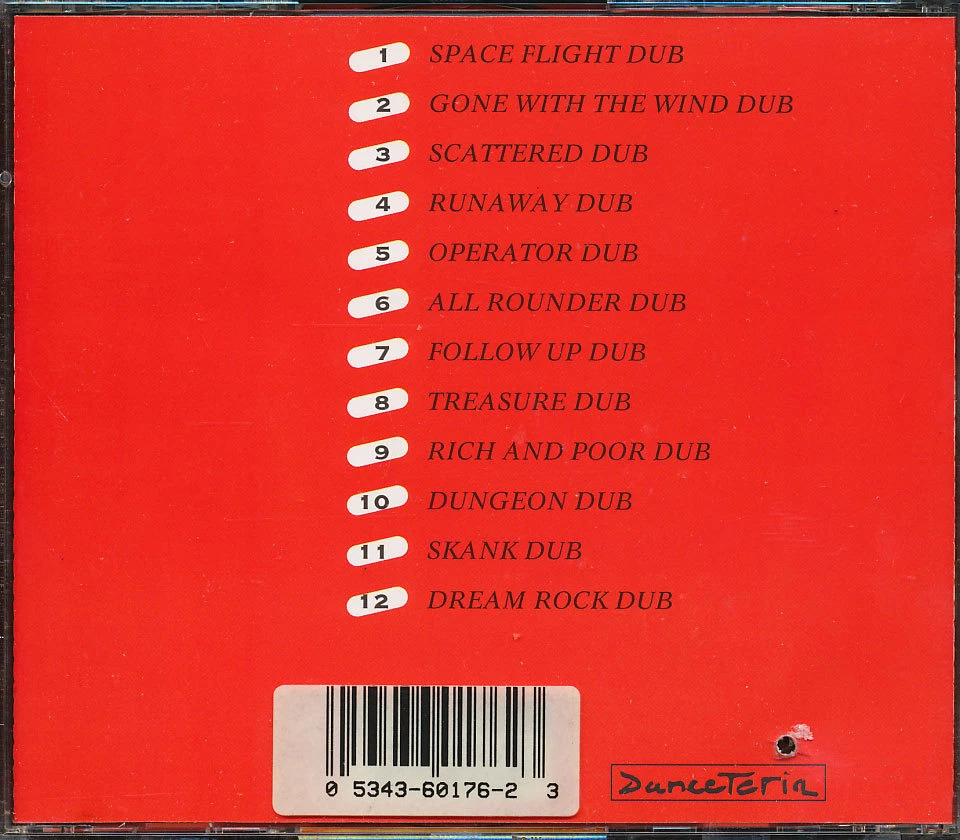 1 SPACE FLIGHT DUB
2 GONE WITH THE WIND DUB
3 SCATTERED DUB
4 RUNAWAY DUB
5 OPERATOR DUB
6 ALL ROUNDER DUB
7 FOLLOW UP DUB
8 TREASURE DUB
9 RICH AND POOR DUB
10 DUNGEON DUB
11 SKANK DUB
12 DREAM ROCK DUB
0 5343-60176-2 3
DanceTeria